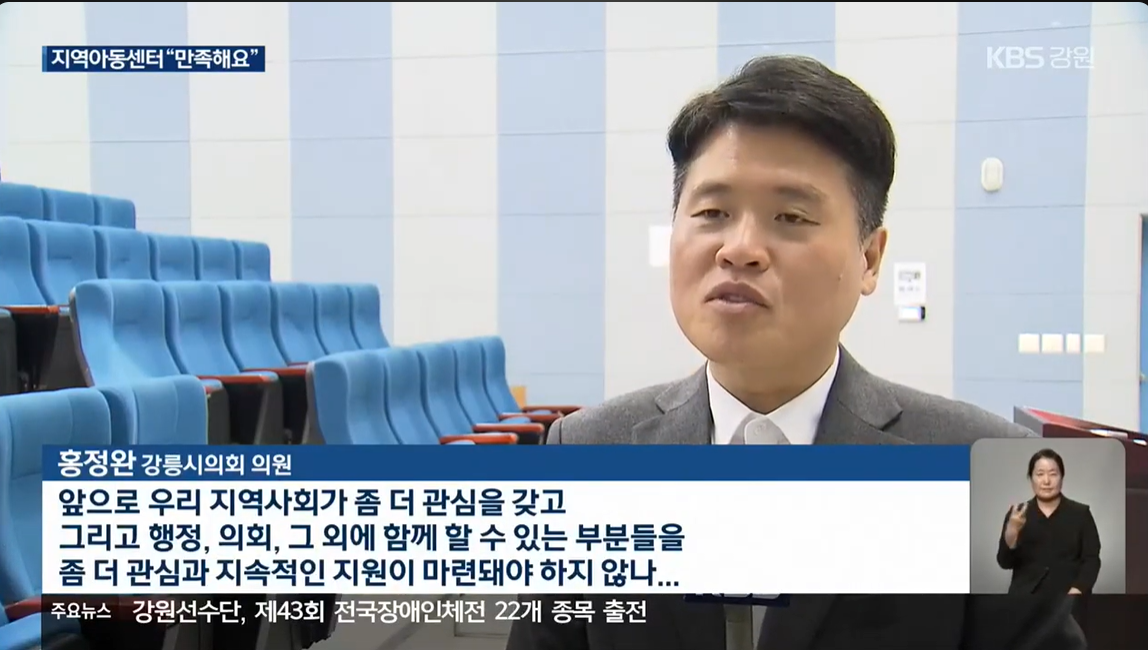 지역아동센터 “만족해요”
KBS 강원
홍정완 강릉시의회 의원
앞으로 우리 지역사회가 좀 더 관심을 갖고
그리고 행정, 의회, 그 외에 함께 할 수 있는 부분들을
좀 더 관심과 지속적인 지원이 마련돼야 하지 않나...
주요뉴스 강원선수단, 제43회 전국장애인체전 22개 종목 출전